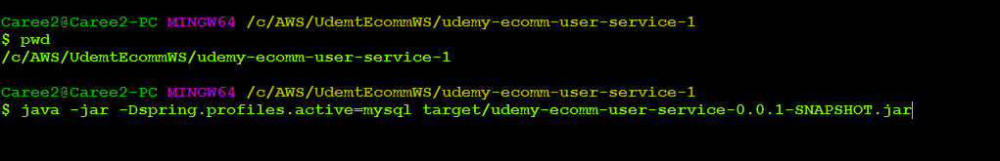 Caree2@Caree2-PC MINGW64 /c/AWS/UdemtEcommWS/udemy-ecomm-user-service-1
$ pwd
/c/AWS/UdemtEcommWS/udemy-ecomm-user-service-1
Caree2@Caree2-PC MINGW64 /c/AWS/UdemtEcommWS/udemy-ecomm-user-service-1
$ java -jar -Dspring.profiles.active=mysql target/udemy-ecomm-user-service-0.0.1-SNAPSHOT.jar